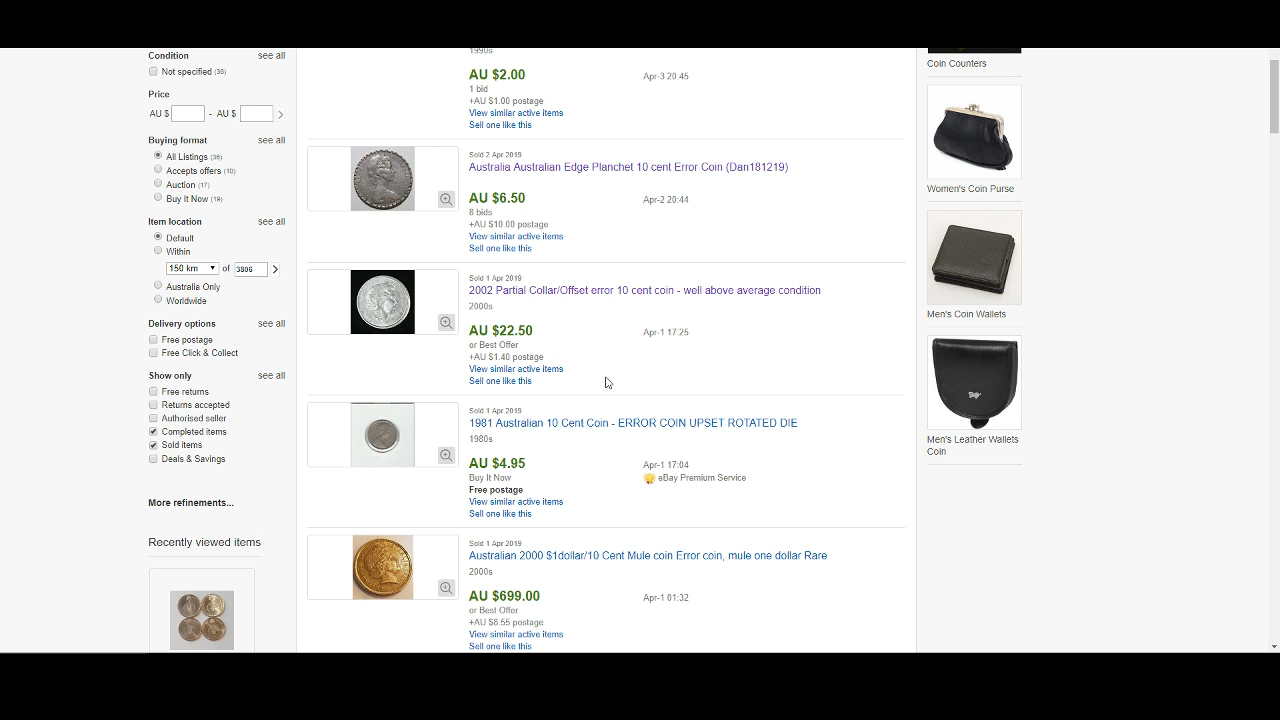 Condition see all
Not specified (36)
Price
AU $ - AU $
Buying format see all
All Listings (36)
Accepts offers (10)
Auction (17)
Buy It Now (19)
Item location see all
Default
Within
150 km of 3806
Australia Only
Worldwide
Delivery options see all
Free postage
Free Click & Collect
Show only see all
Free returns
Returns accepted
Authorised seller
Completed items
Sold items
Deals & Savings
More refinements...
Recently viewed items
1990s
AU $2.00 Apr-3 20:45
1 bid
+AU $1.00 postage
View similar active items
Sell one like this
Sold 2 Apr 2019
Australia Australian Edge Planchet 10 cent Error Coin (Dan181219)
AU $6.50 Apr-2 20:44
8 bids
+AU $10.00 postage
View similar active items
Sell one like this
Sold 1 Apr 2019
2002 Partial Collar/Offset error 10 cent coin - well above average condition
2000s
AU $22.50 Apr-1 17:25
or Best Offer
+AU $1.40 postage
View similar active items
Sell one like this
Sold 1 Apr 2019
1981 Australian 10 Cent Coin - ERROR COIN UPSET ROTATED DIE
1980s
AU $4.95 Apr-1 17:04
Buy It Now eBay Premium Service
Free postage
View similar active items
Sell one like this
Sold 1 Apr 2019
Australian 2000 $1dollar/10 Cent Mule coin Error coin, mule one dollar Rare
2000s
AU $699.00 Apr-1 01:32
or Best Offer
+AU $8.55 postage
View similar active items
Sell one like this
Coin Counters
Women's Coin Purse
Men's Coin Wallets
Men's Leather Wallets
Coin